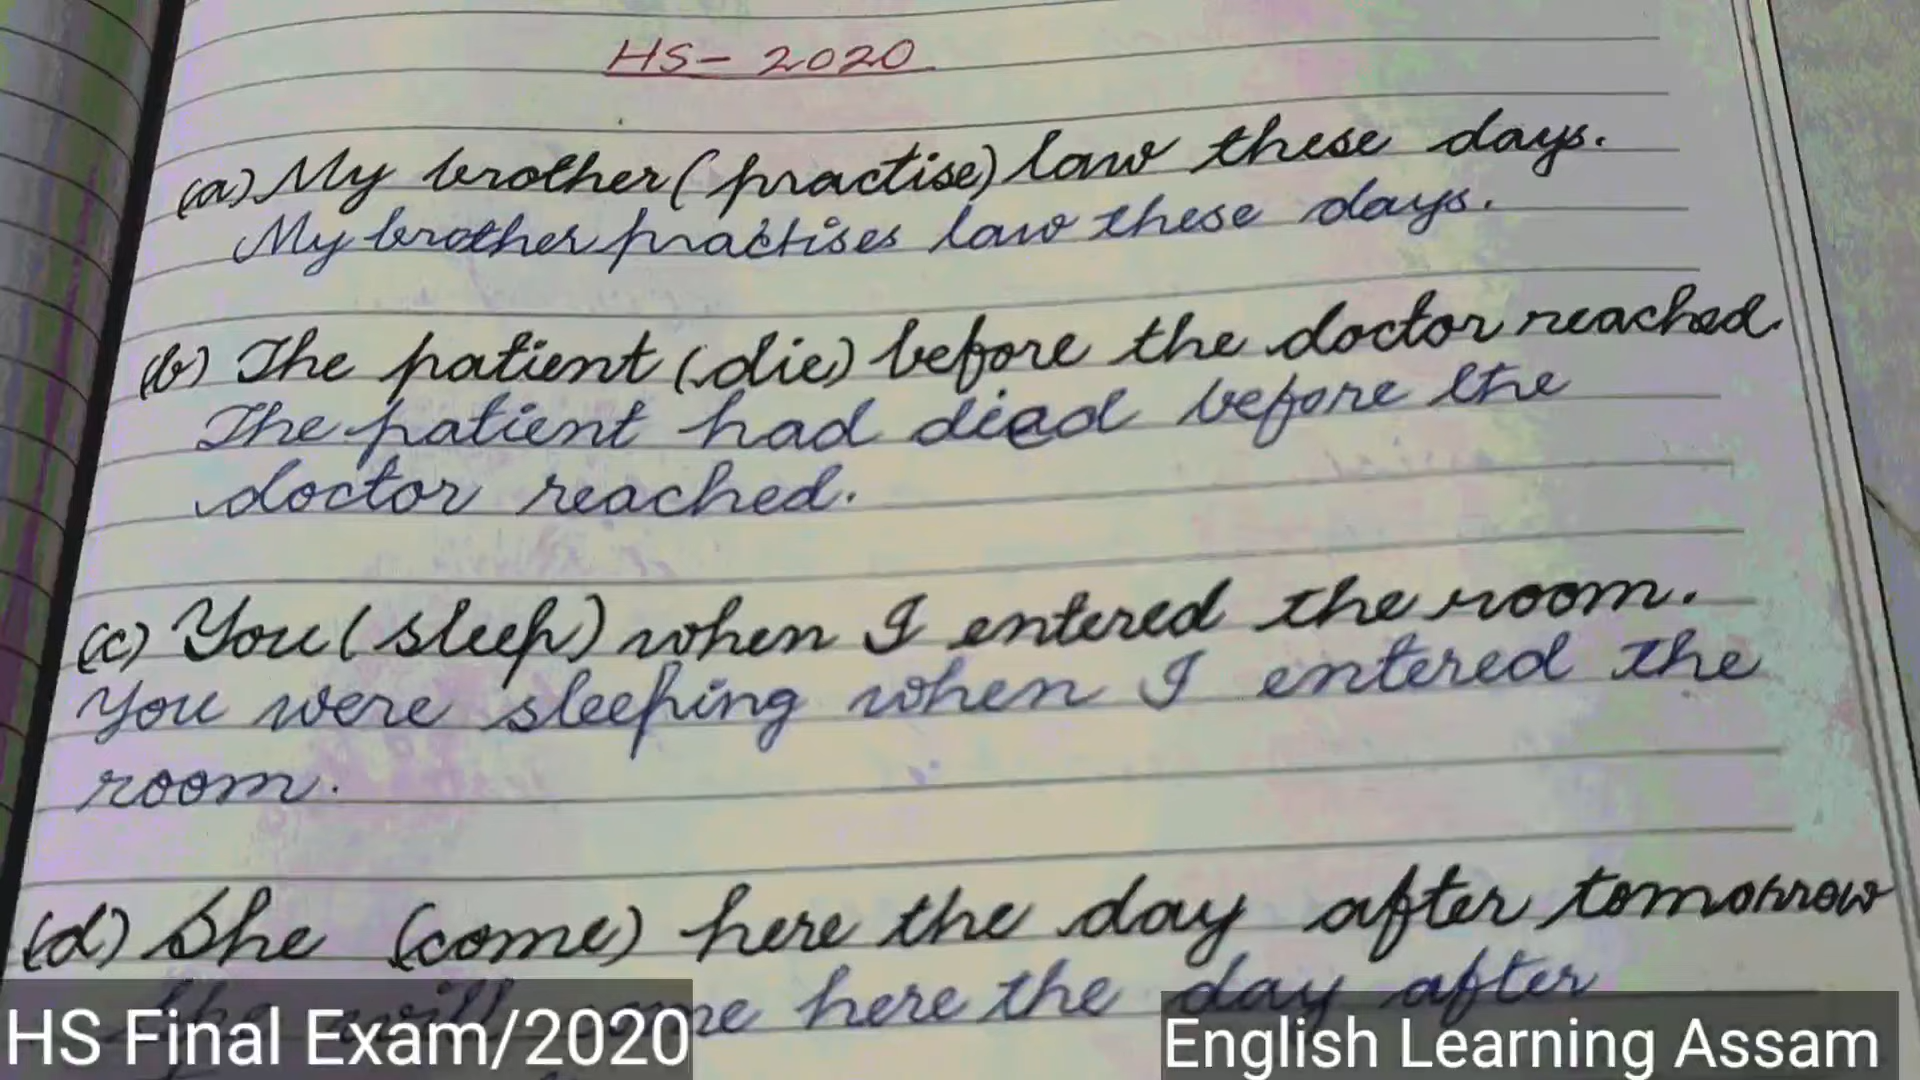 HS- 2020
(a) My brother (practise) law these days.
My brother practises law these days.
(b) The patient (die) before the doctor reached.
The patient had died before the
doctor reached.
(c) You (sleep) when I entered the room.
You were sleeping when I entered the
room.
(d) She (come) here the day after tomorrow
She will come here the day after
HS Final Exam/2020
English Learning Assam